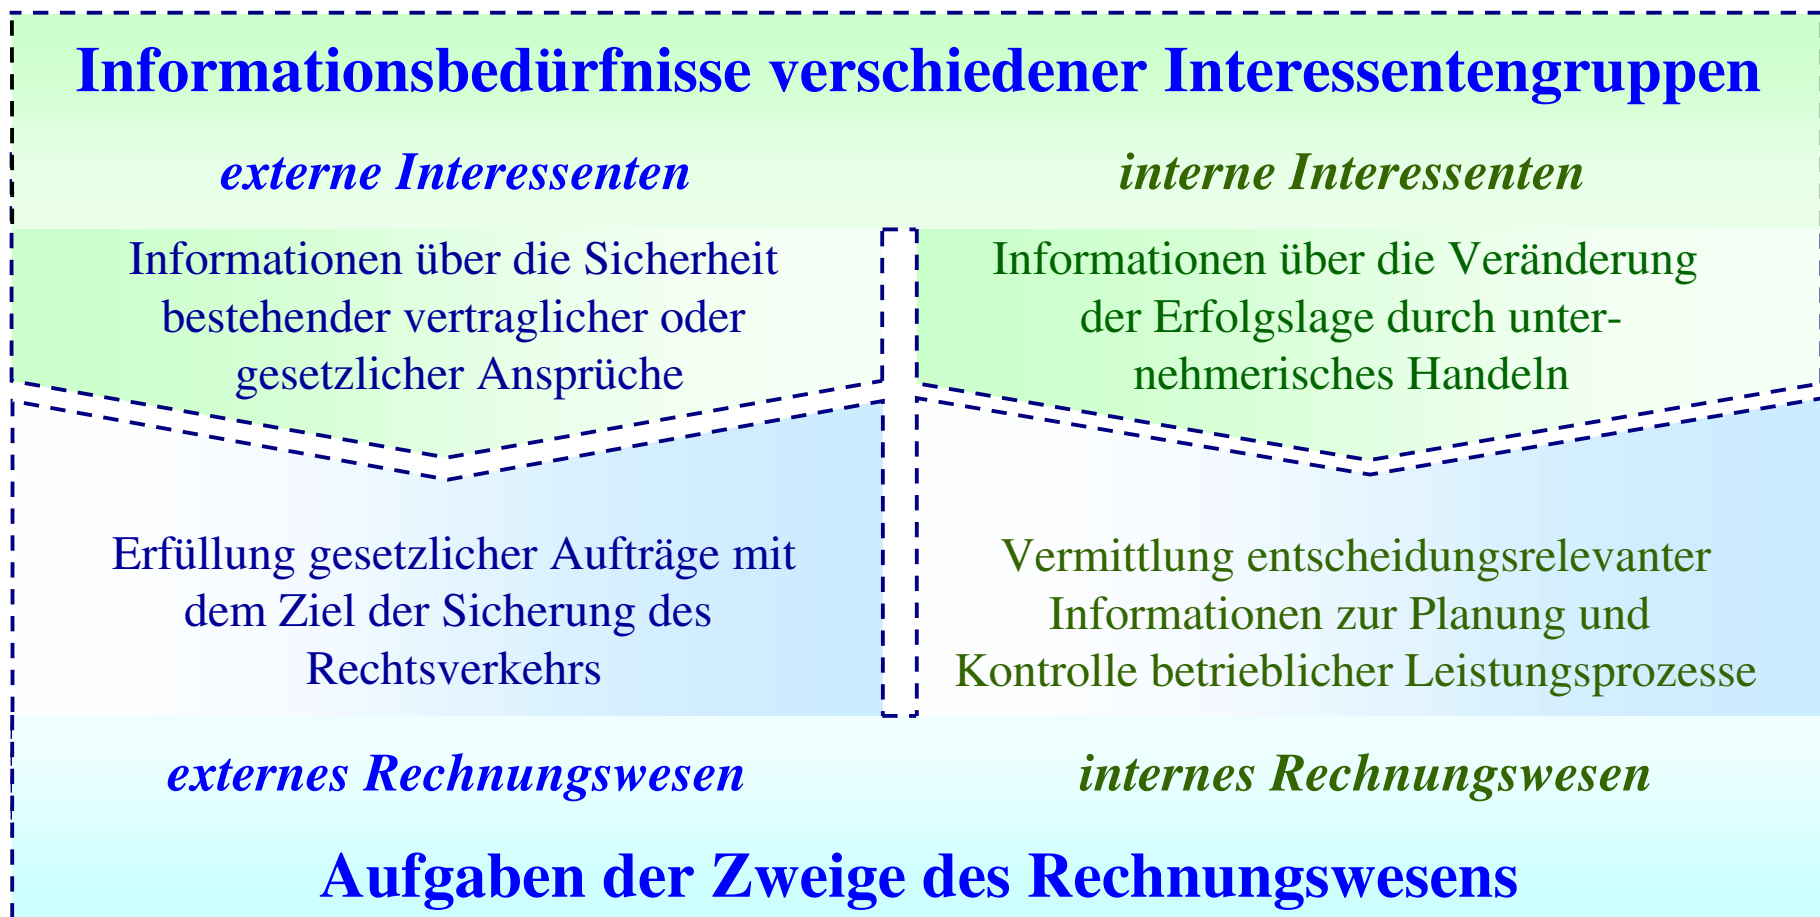 Informationsbedürfnisse verschiedener Interessentengruppen
externe Interessenten
Informationen über die Sicherheit
bestehender vertraglicher oder
gesetzlicher Ansprüche
Erfüllung gesetzlicher Aufträge mit
dem Ziel der Sicherung des
Rechtsverkehrs
externes Rechnungswesen
interne Interessenten
Informationen über die Veränderung
der Erfolgslage durch unter-
nehmerisches Handeln
Vermittlung entscheidungsrelevanter
Informationen zur Planung und
Kontrolle betrieblicher Leistungsprozesse
internes Rechnungswesen
Aufgaben der Zweige des Rechnungswesens